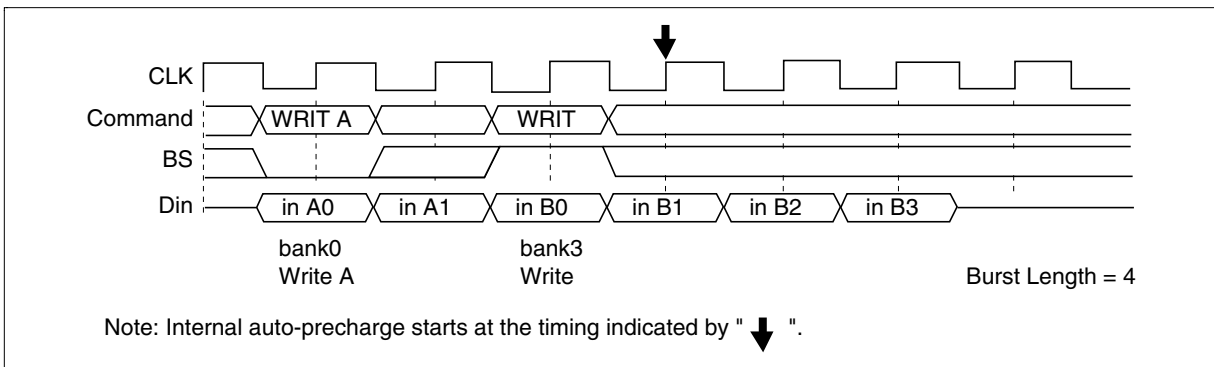 CLK
Command WRIT A WRIT
BS
Din in A0 in A1 in B0 in B1 in B2 in B3
bank0 bank3
Write A Write Burst Length = 4
Note: Internal auto-precharge starts at the timing indicated by " ".